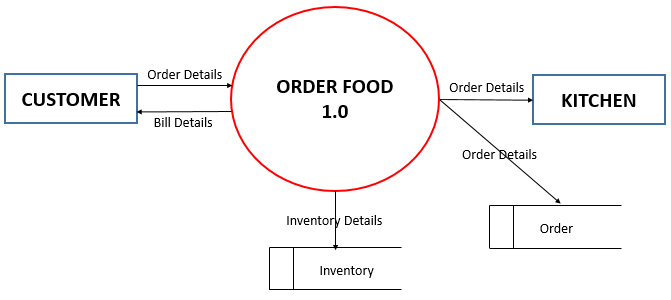 Order Details
CUSTOMER
Bill Details
ORDER FOOD
1.0
Order Details
KITCHEN
Order Details
Inventory Details
Order
Inventory